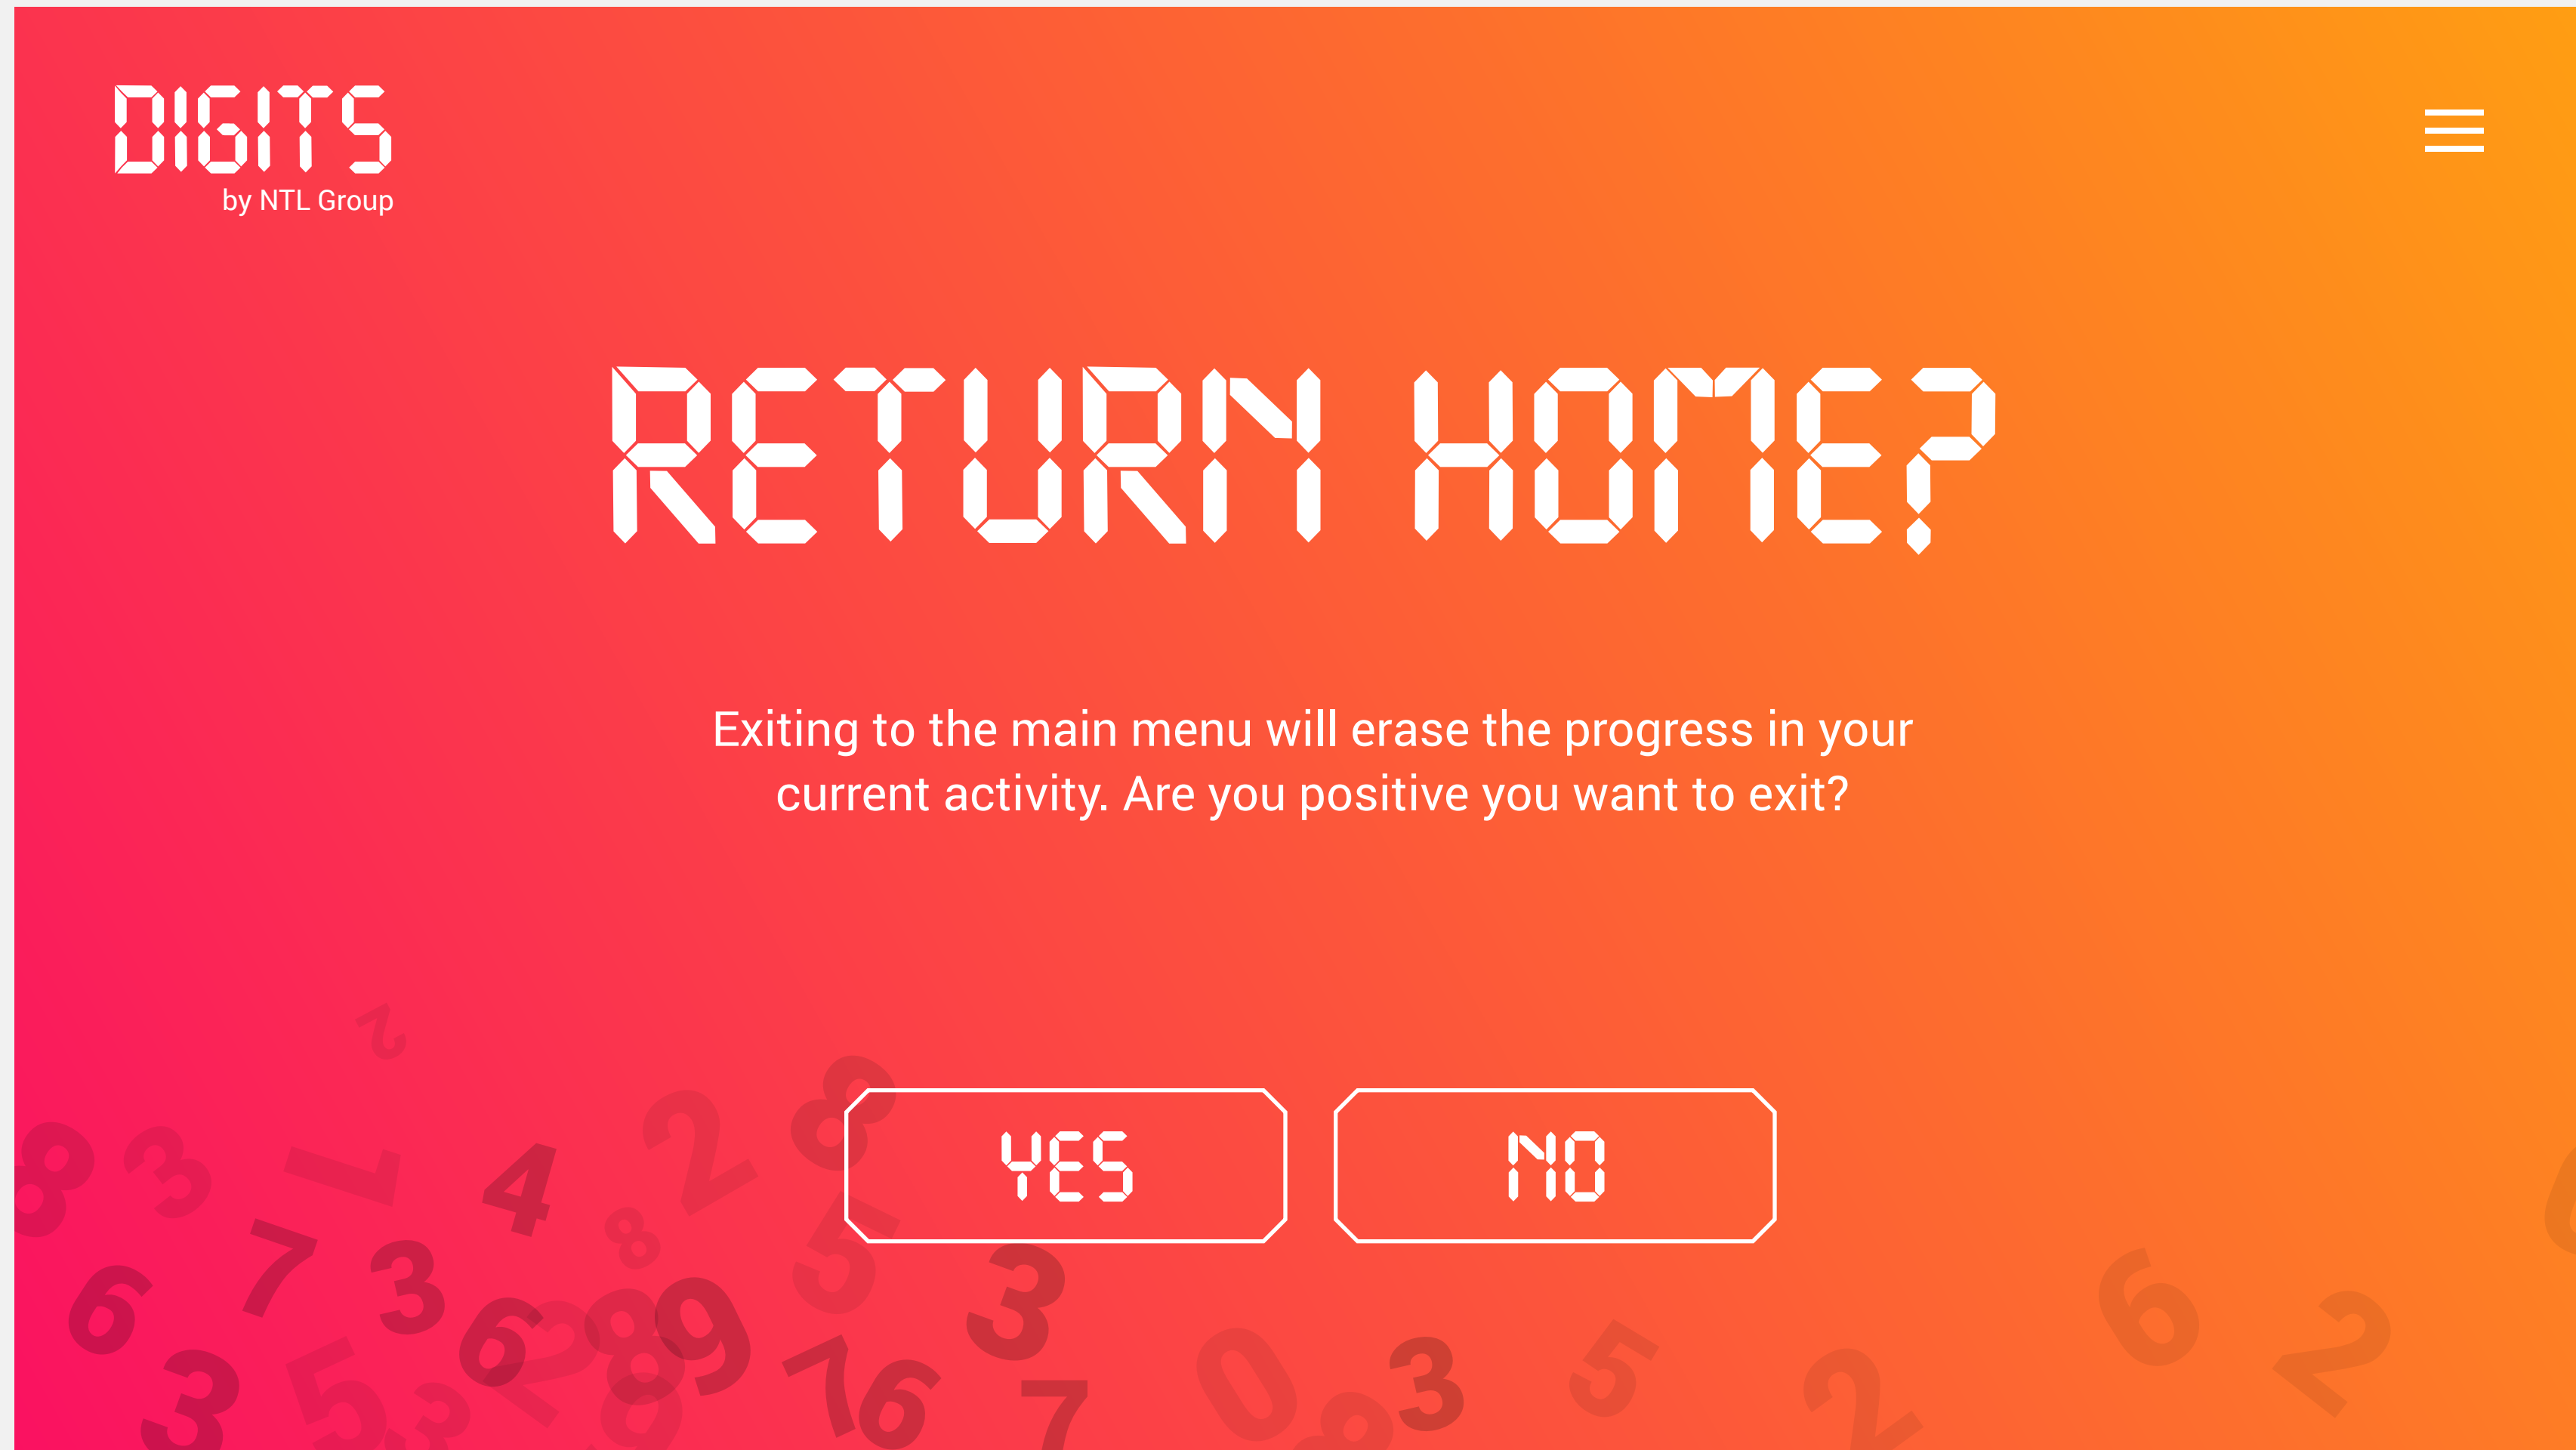 DIGITS
by NTL Group
RETURN HOME?
Exiting to the main menu will erase the progress in your
current activity. Are you positive you want to exit?
YES
NO